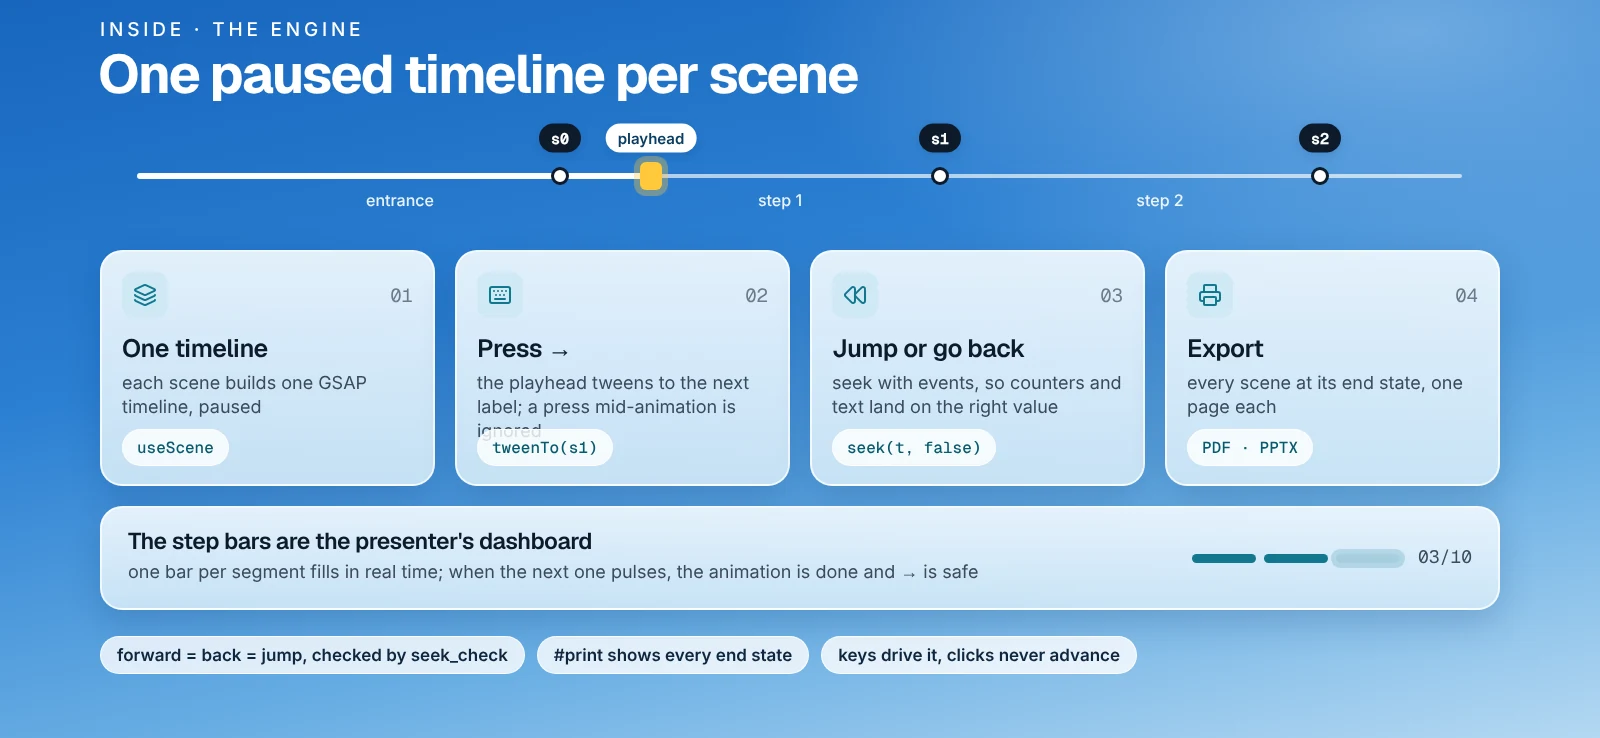 INSIDE · THE ENGINE
One paused timeline per scene
s0
playhead
s1
s2
entrance
step 1
step 2
01
One timeline
each scene builds one GSAP
timeline, paused
useScene
02
Press →
the playhead tweens to the next
label; a press mid-animation is
ignored
tweenTo(s1)
03
Jump or go back
seek with events, so counters and
text land on the right value
seek(t, false)
04
Export
every scene at its end state, one
page each
PDF · PPTX
The step bars are the presenter's dashboard
one bar per segment fills in real time; when the next one pulses, the animation is done and → is safe
03/10
forward = back = jump, checked by seek_check
#print shows every end state
keys drive it, clicks never advance